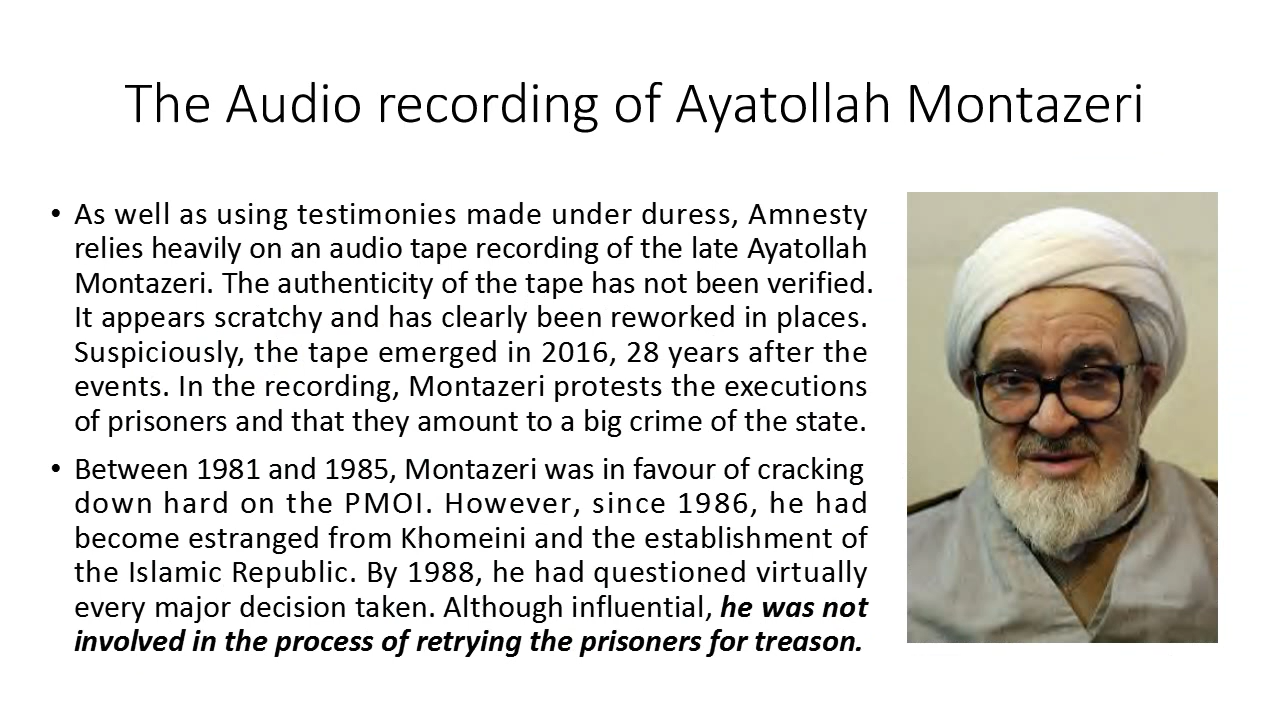 The Audio recording of Ayatollah Montazeri
• As well as using testimonies made under duress, Amnesty
relies heavily on an audio tape recording of the late Ayatollah
Montazeri. The authenticity of the tape has not been verified.
It appears scratchy and has clearly been reworked in places.
Suspiciously, the tape emerged in 2016, 28 years after the
events. In the recording, Montazeri protests the executions
of prisoners and that they amount to a big crime of the state.
• Between 1981 and 1985, Montazeri was in favour of cracking
down hard on the PMOI. However, since 1986, he had
become estranged from Khomeini and the establishment of
the Islamic Republic. By 1988, he had questioned virtually
every major decision taken. Although influential, he was not
involved in the process of retrying the prisoners for treason.